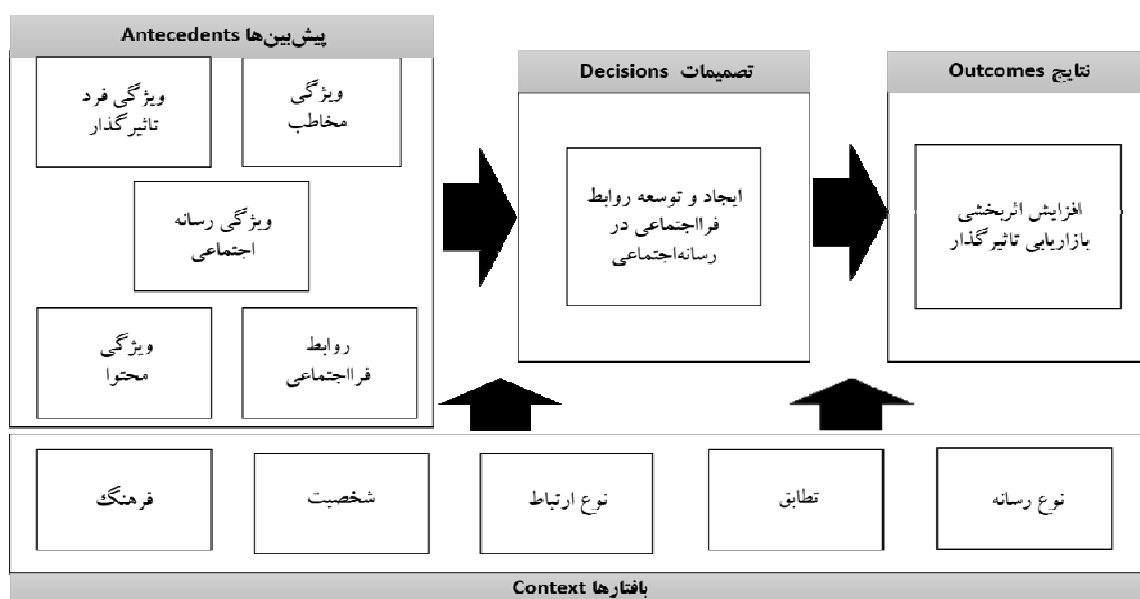 پیش‌بین‌ها Antecedents
ویژگی فرد
تاثیرگذار
ویژگی
مخاطب
ویژگی رسانه
اجتماعی
ویژگی
محتوا
روابط
فرااجتماعی
تصمیمات Decisions
ایجاد و توسعه روابط
فرااجتماعی در
رسانه‌اجتماعی
نتایج Outcomes
افزایش اثربخشی
بازاریابی تاثیرگذار
فرهنگ
شخصیت
نوع ارتباط
تطابق
نوع رسانه
بافتارها Context